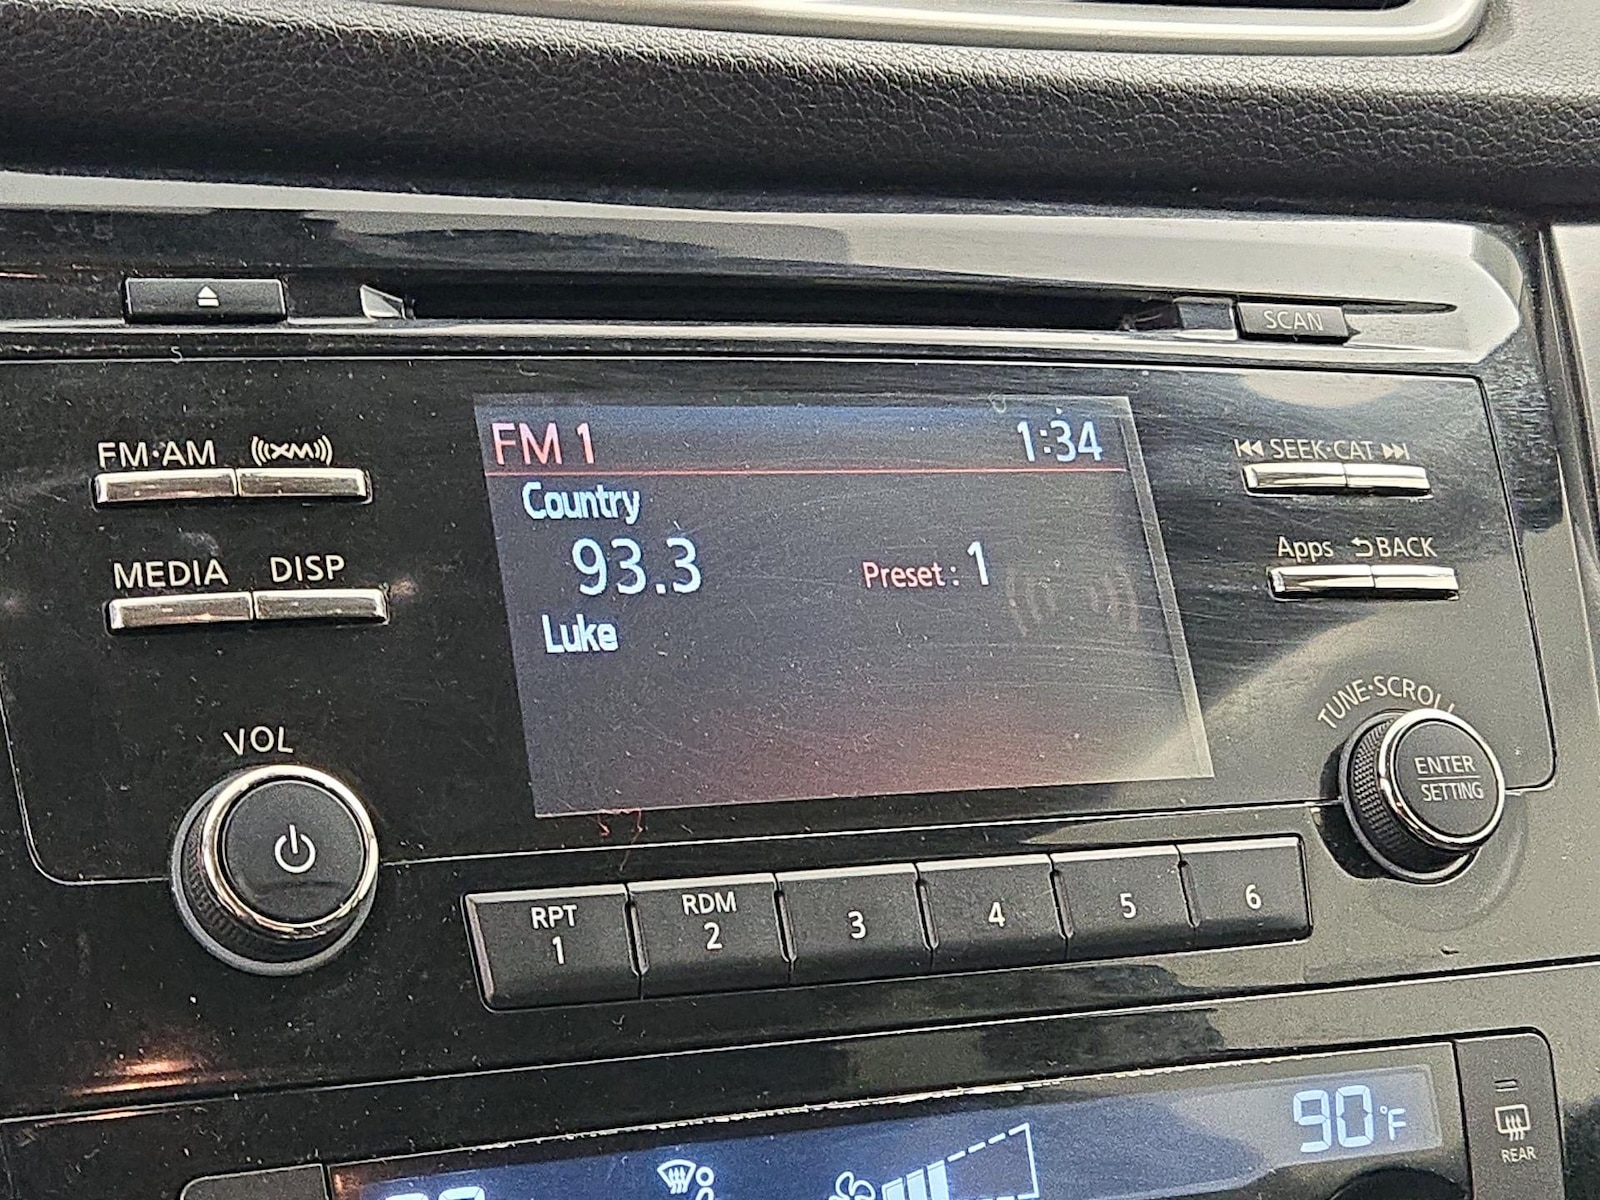 SCAN
FM·AM XM
FM 1 1:34
SEEK·CAT
Country
93.3
Preset: 1
Luke
Apps BACK
MEDIA DISP
VOL
TUNE·SCROLL
ENTER
SETTING
RPT
1
RDM
2
3
4
5
6
90°F
REAR